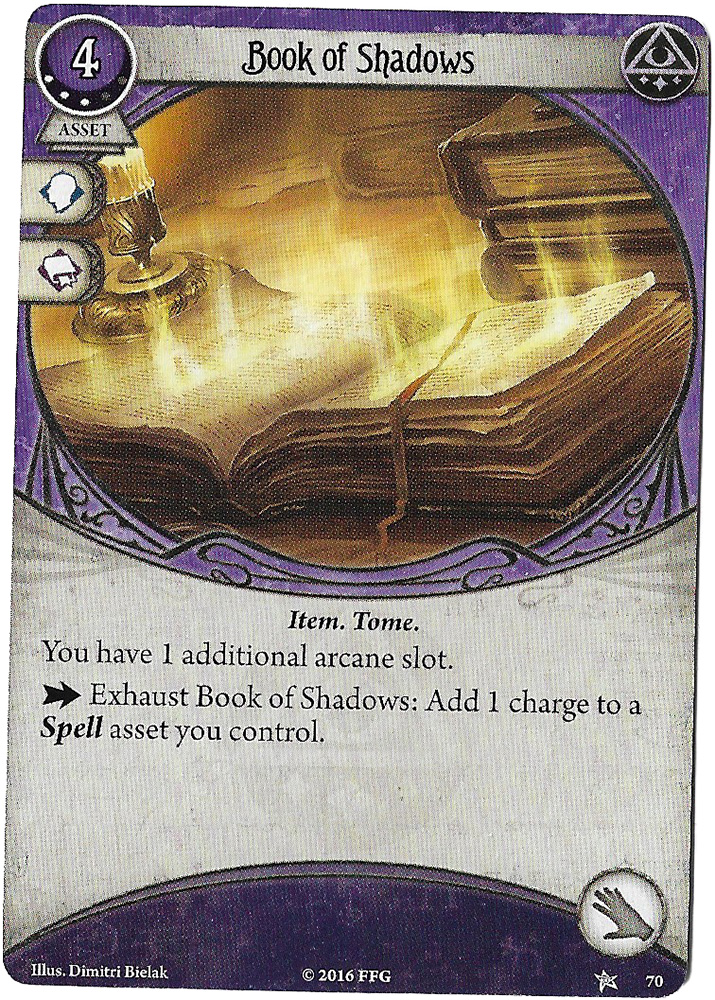 4
Book of Shadows
ASSET
Item. Tome.
You have 1 additional arcane slot.
Exhaust Book of Shadows: Add 1 charge to a
Spell asset you control.
Illus. Dimitri Bielak
© 2016 FFG
70